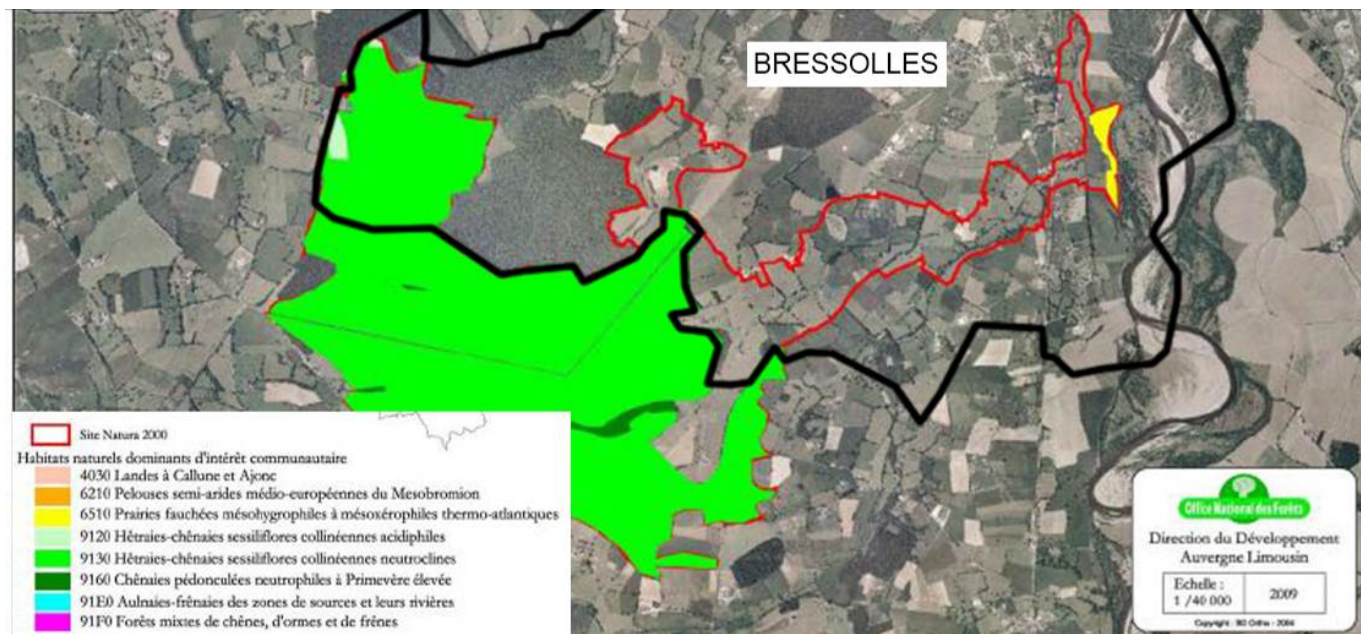 BRESSOLLES
Site Natura 2000
Habitats naturels dominants d'intérêt communautaire
4030 Landes à Callune et Ajonc
6210 Pelouses semi-arides médio-européennes du Mesobromion
6510 Prairies fauchées mésohygrophiles à mésoxérophiles thermo-atlantiques
9120 Hêtraies-chênaies sessiliflores collinéennes acidiphiles
9130 Hêtraies-chênaies sessiliflores collinéennes neutroclines
9160 Chênaies pédonculées neutrophiles à Primevère élevée
91E0 Aulnaies-frênaies des zones de sources et leurs rivières
91F0 Forêts mixtes de chênes, d'ormes et de frênes
Office National des Forêts
Direction du Développement
Auvergne Limousin
Echelle :
1 /40 000
2009
Copyright : BD Ortho - 2004